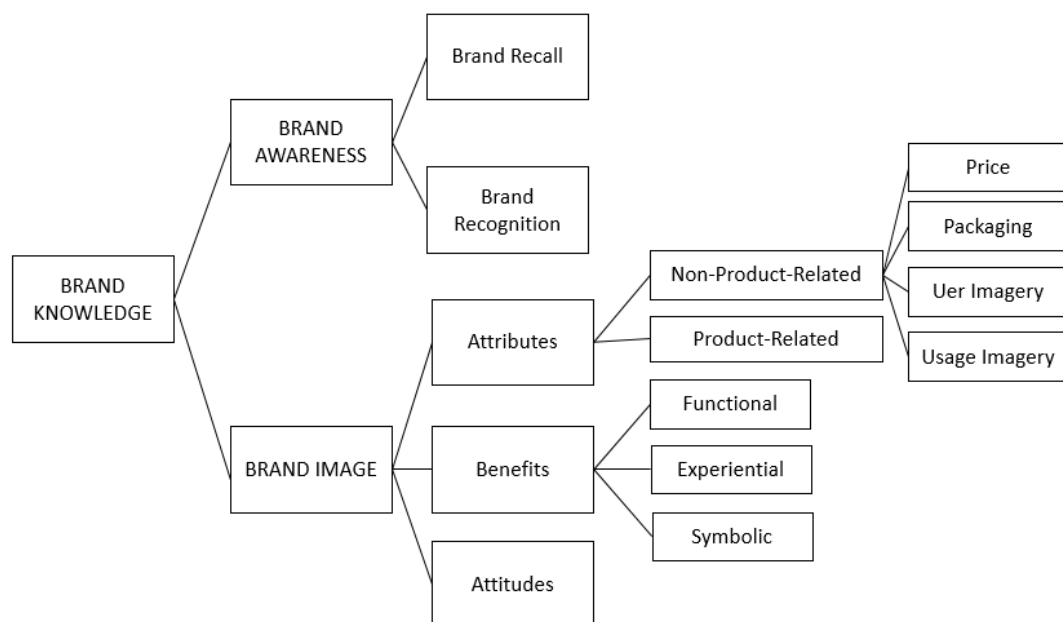 Brand Recall
BRAND
AWARENESS
Brand
Recognition
Price
Packaging
Non-Product-Related
Uer Imagery
BRAND
KNOWLEDGE
Attributes
Product-Related
Usage Imagery
Functional
BRAND IMAGE
Benefits
Experiential
Symbolic
Attitudes